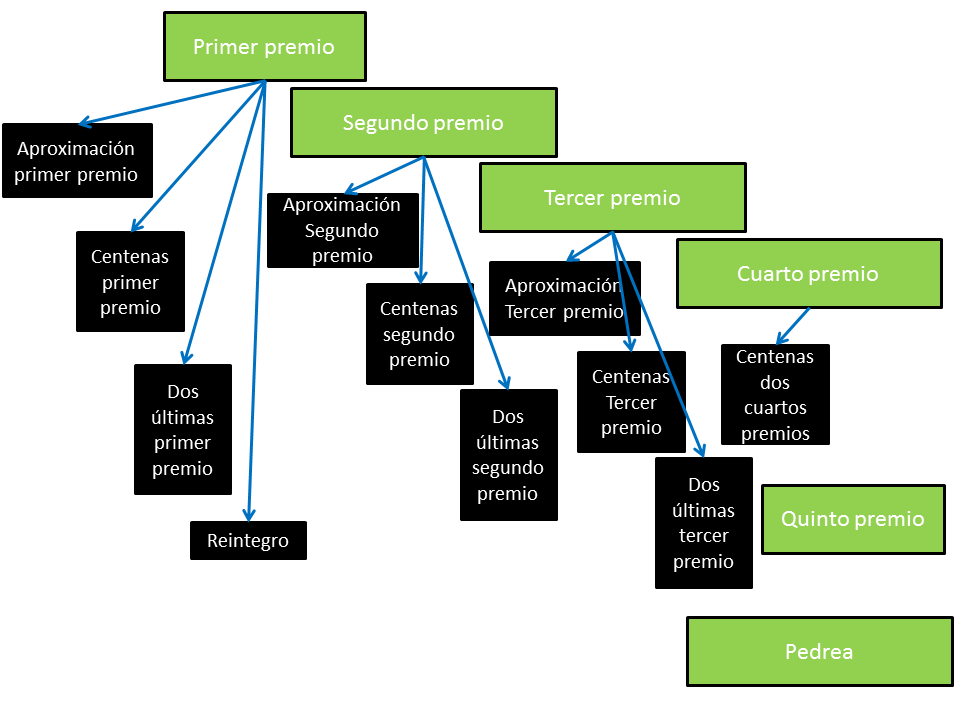 Primer premio
Aproximación
primer premio
Centenas
primer
premio
Dos
últimas
primer
premio
Reintegro
Segundo premio
Aproximación
Segundo
premio
Centenas
segundo
premio
Dos
últimas
segundo
premio
Tercer premio
Aproximación
Tercer premio
Centenas
Tercer
premio
Dos
últimas
tercer
premio
Cuarto premio
Centenas
dos
cuartos
premios
Quinto premio
Pedrea